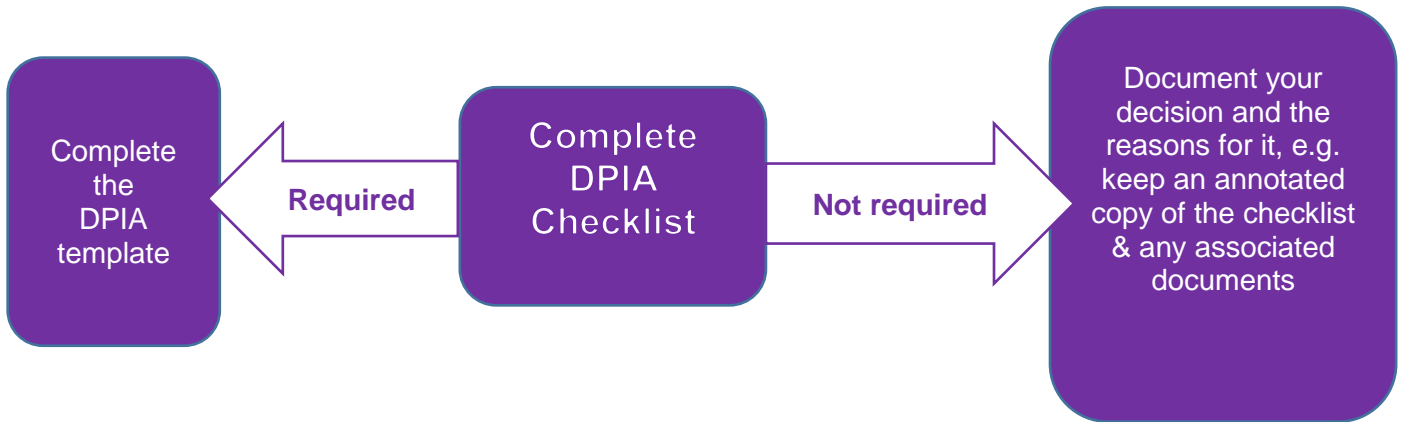 Complete
the
DPIA
template
Required
Complete
DPIA
Checklist
Not required
Document your
decision and the
reasons for it, e.g.
keep an annotated
copy of the checklist
& any associated
documents